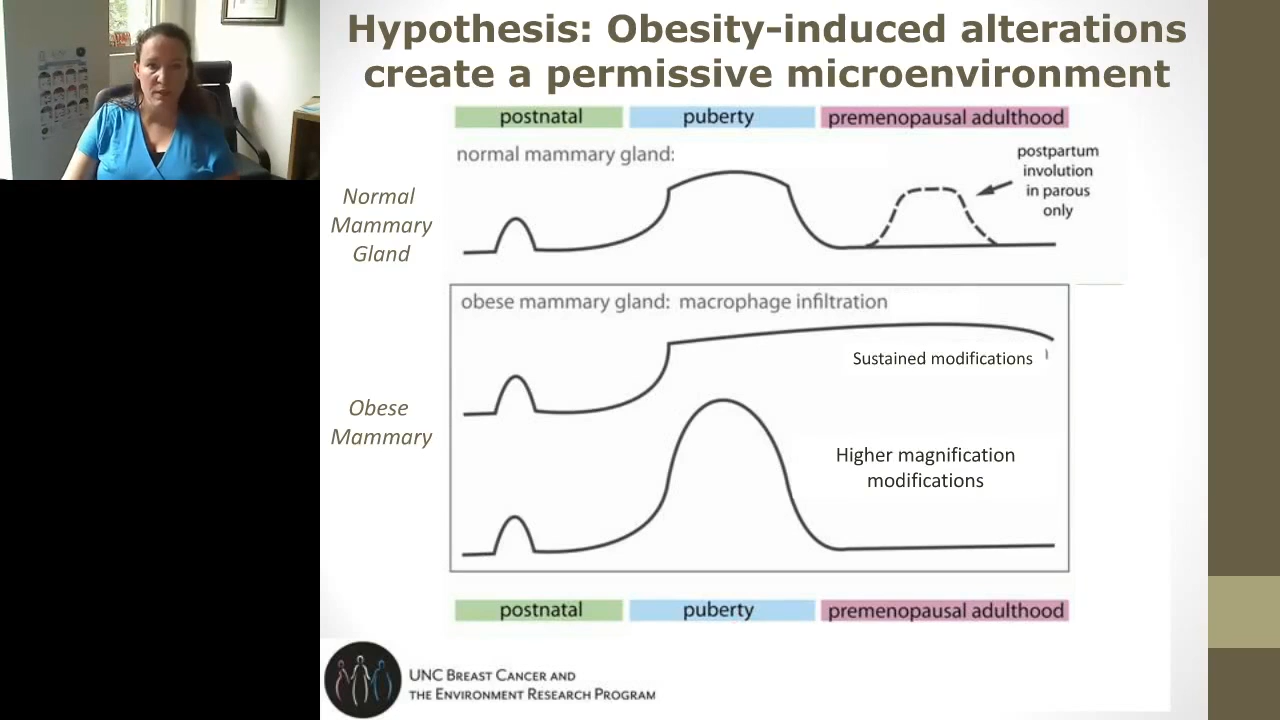 Hypothesis: Obesity-induced alterations
create a permissive microenvironment
postnatal puberty premenopausal adulthood
normal mammary gland:
postpartum
involution
in parous
only
Normal
Mammary
Gland
obese mammary gland: macrophage infiltration
Sustained modifications
Obese
Mammary
Higher magnification
modifications
postnatal puberty premenopausal adulthood
UNC Breast Cancer and
the Environment Research Program